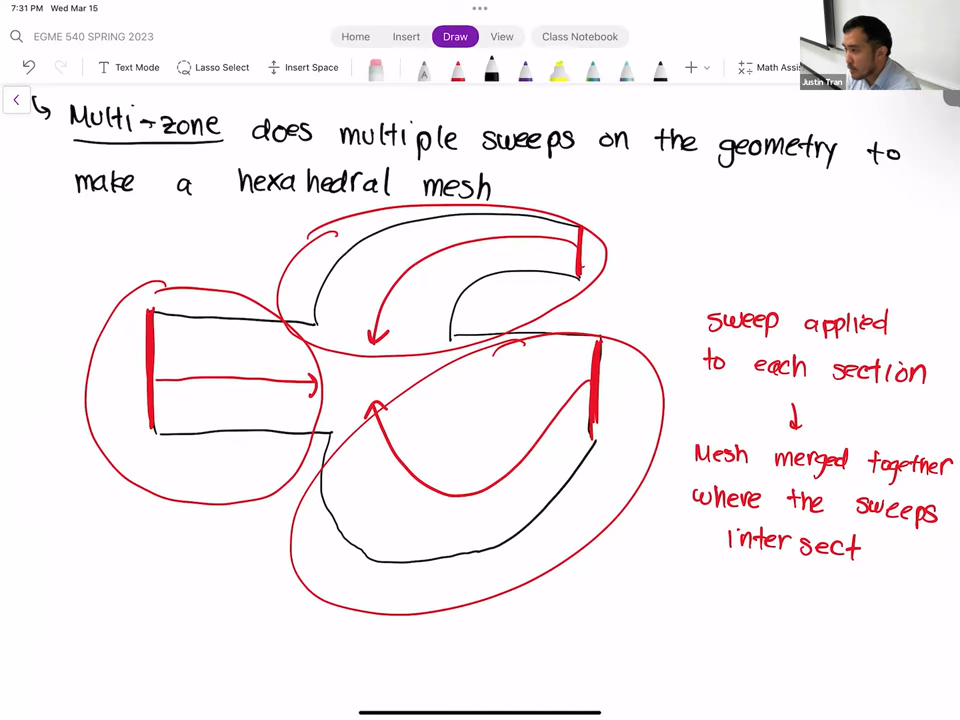 7:31 PM Wed Mar 15
EGME 540 SPRING 2023
Home Insert Draw View Class Notebook
Text Mode Lasso Select Insert Space Math Assis
Justin Tran
Multi-zone does multiple sweeps on the geometry to
make a hexahedral mesh
sweep applied
to each section
Mesh merged together
where the sweeps
intersect